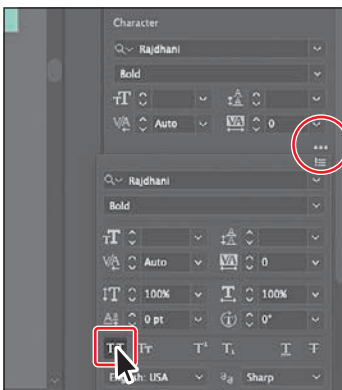 Character
Rajdhani
Bold
Auto 0
Rajdhani
Bold
Auto 0
100% 100%
0 pt 0°
English: USA Sharp